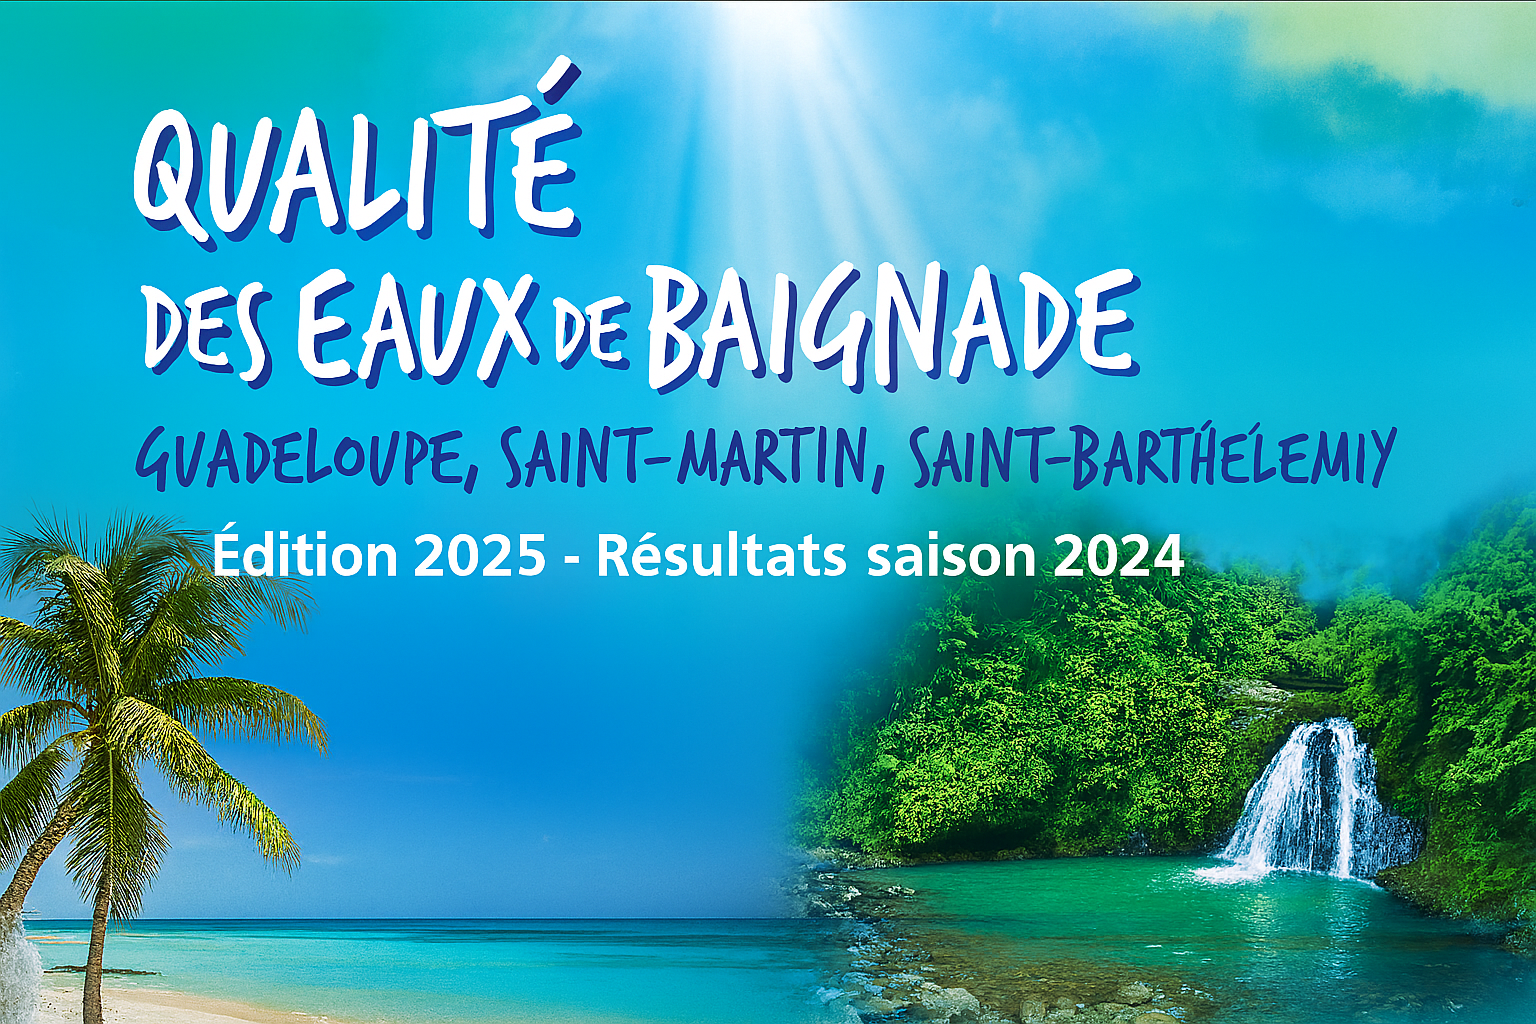 QUALITÉ
DES EAUX DE BAIGNADE
GUADELOUPE, SAINT-MARTIN, SAINT-BARTHÉLEMIY
Édition 2025 - Résultats saison 2024